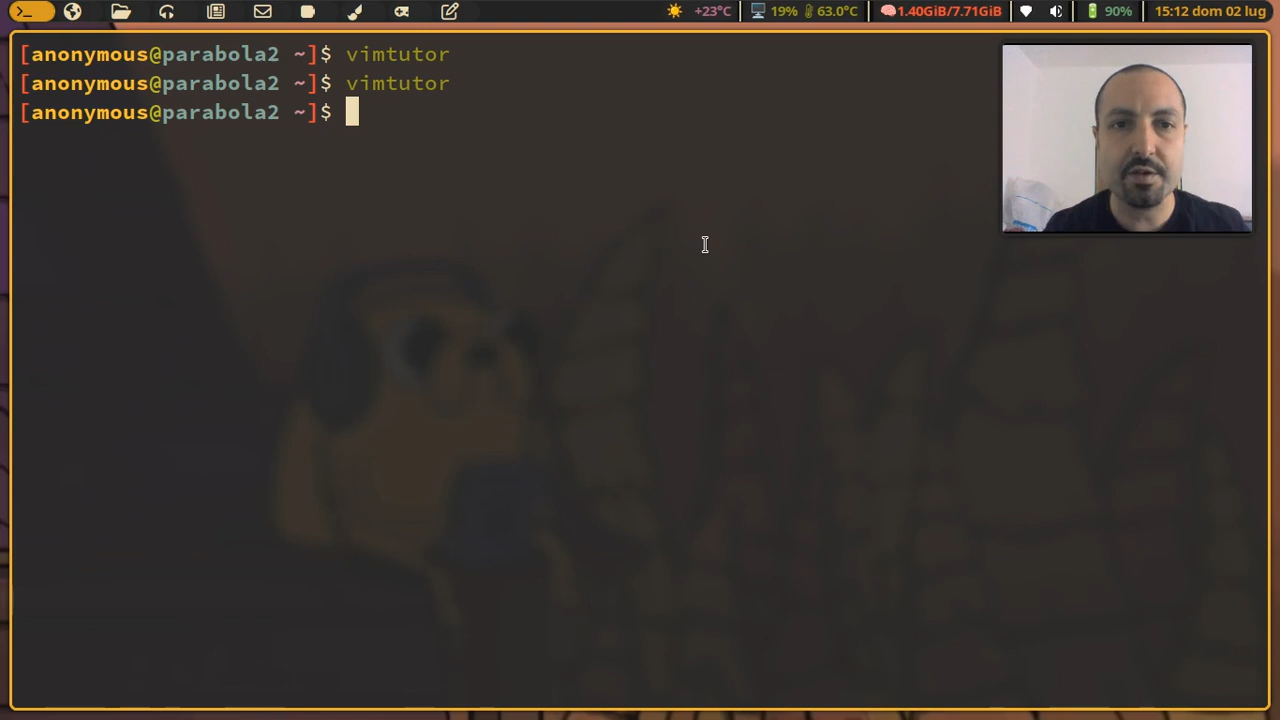 +23°C 19% 63.0°C 1.40GiB/7.71GiB 90% 15:12 dom 02 lug
[anonymous@parabola2 ~]$ vimtutor
[anonymous@parabola2 ~]$ vimtutor
[anonymous@parabola2 ~]$